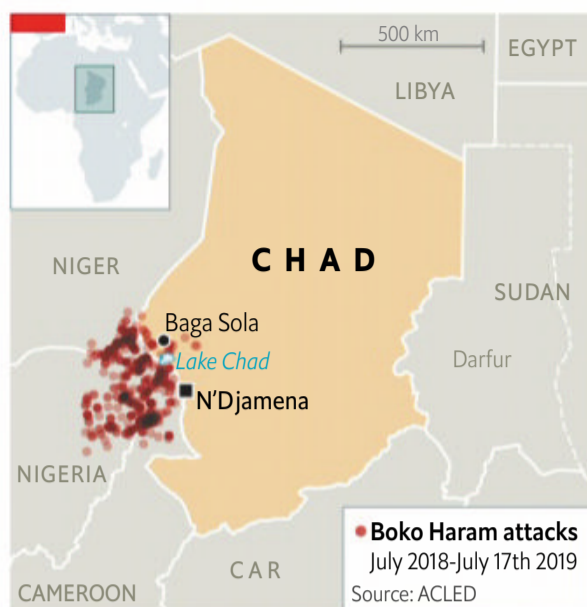 500 km
EGYPT
LIBYA
CHAD
NIGER
SUDAN
Baga Sola
Lake Chad
Darfur
N'Djamena
NIGERIA
Boko Haram attacks
July 2018-July 17th 2019
CAR
CAMEROON
Source: ACLED